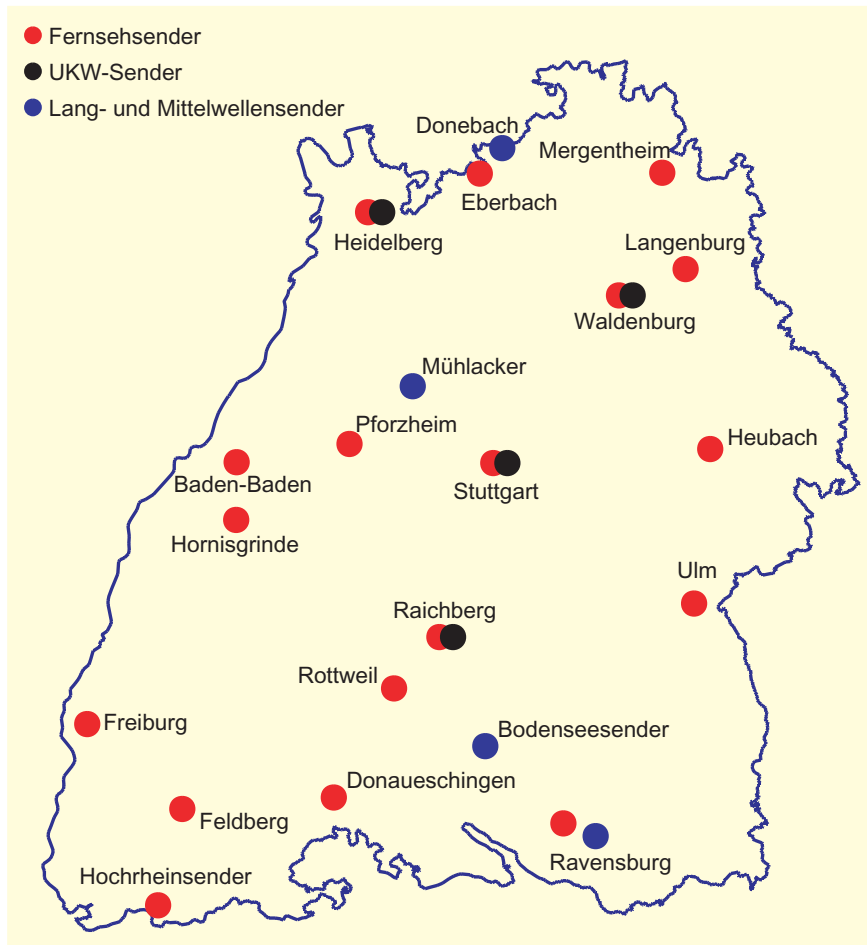 Fernsehsender
UKW-Sender
Lang- und Mittelwellensender
Donebach
Mergentheim
Eberbach
Heidelberg
Langenburg
Waldenburg
Mühlacker
Pforzheim
Heubach
Baden-Baden
Stuttgart
Hornisgrinde
Ulm
Raichberg
Rottweil
Freiburg
Bodenseesender
Donaueschingen
Feldberg
Ravensburg
Hochrheinsender